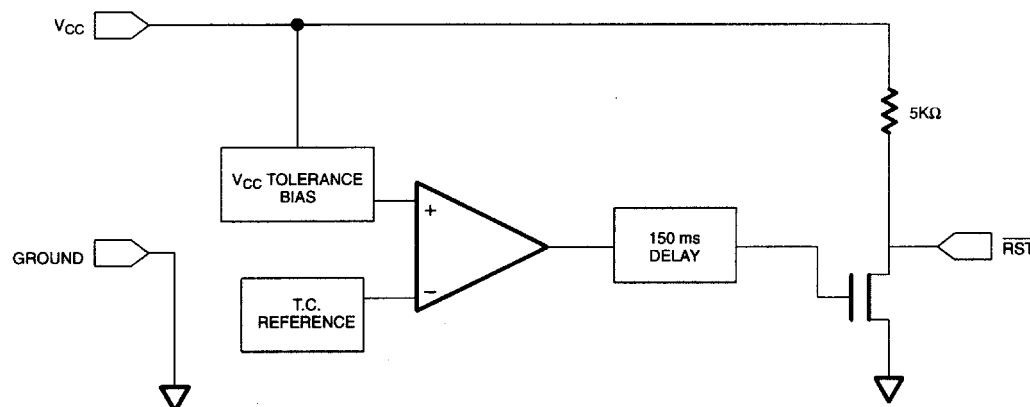 VCC
5KΩ
VCC TOLERANCE
BIAS
+
150 ms
DELAY
GROUND
RST
−
T.C.
REFERENCE